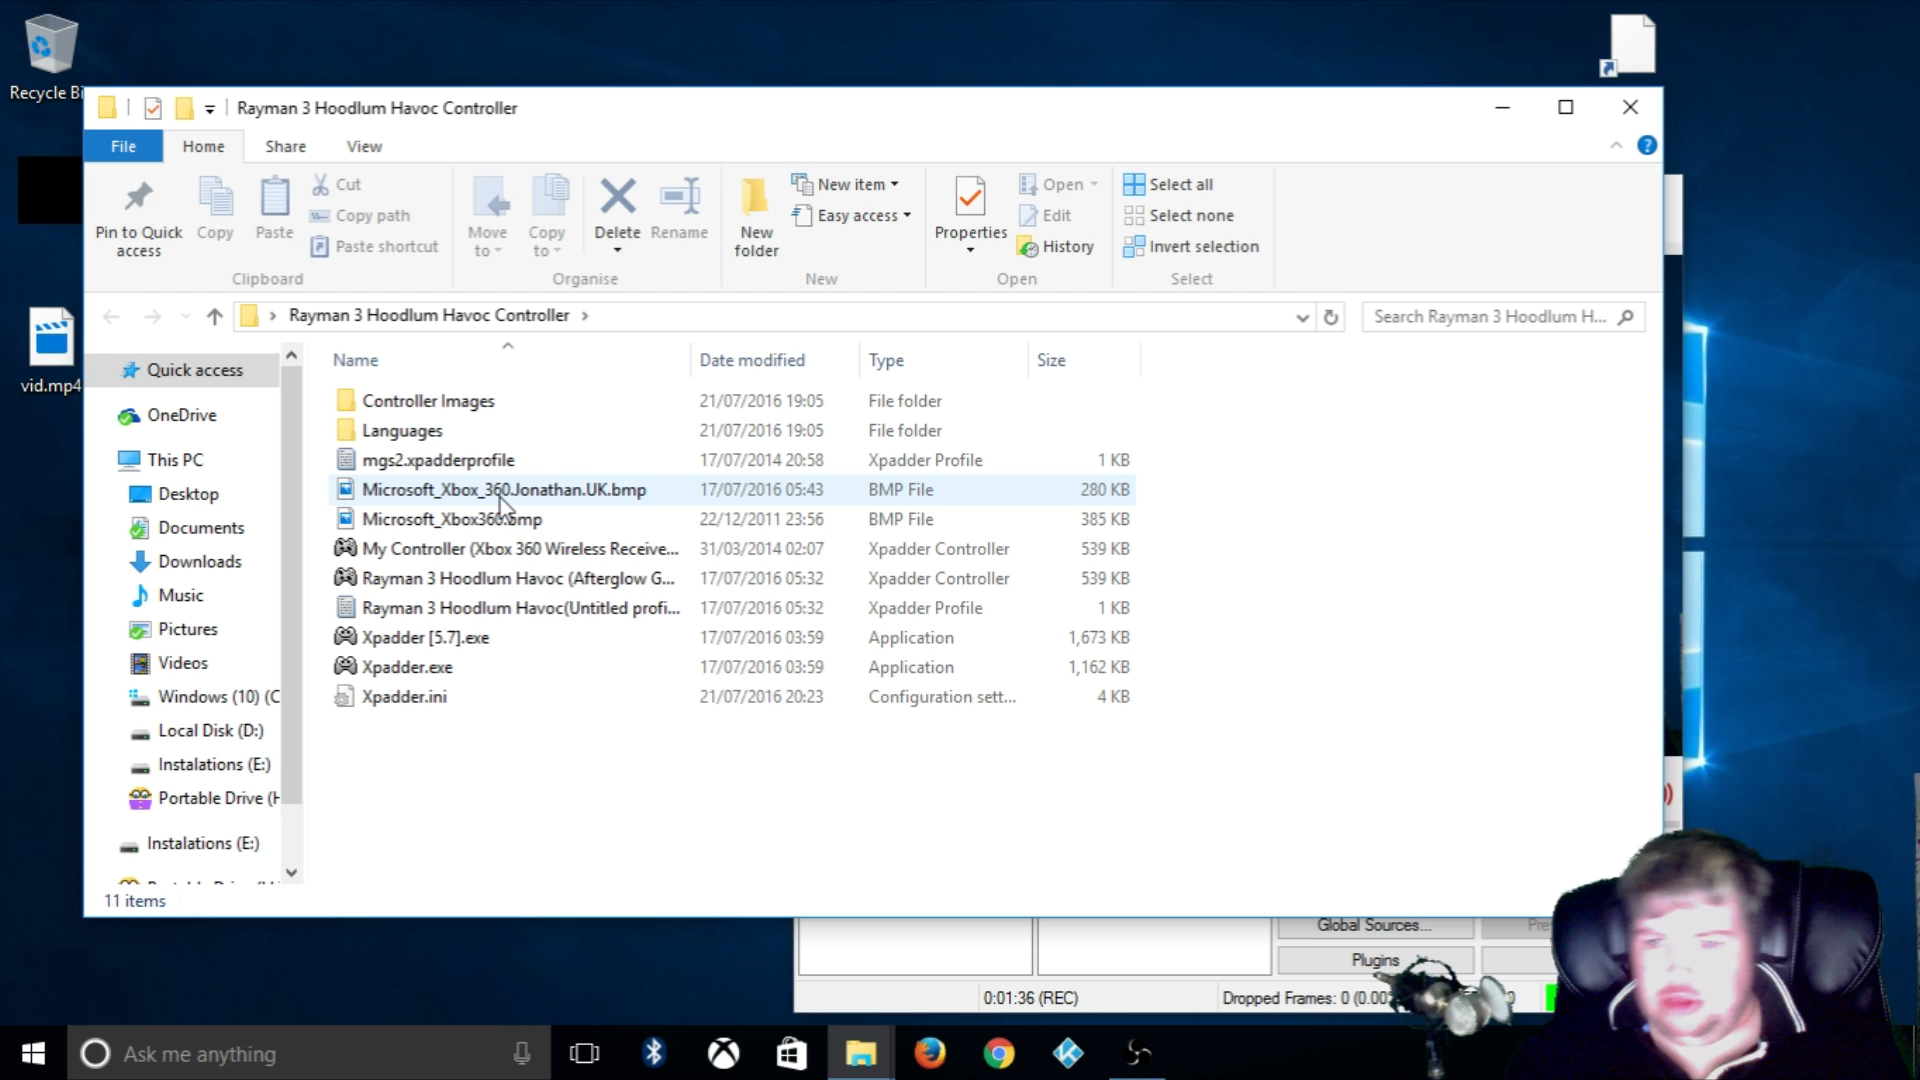 Recycle Bi
Rayman 3 Hoodlum Havoc Controller
File Home Share View
Pin to Quick access
Copy
Paste
Cut
Copy path
Paste shortcut
Clipboard
Move to
Copy to
Delete
Rename
Organise
New folder
New item
Easy access
New
Properties
Open
Edit
History
Open
Select all
Select none
Invert selection
Select
Rayman 3 Hoodlum Havoc Controller
Search Rayman 3 Hoodlum H...
vid.mp4
Quick access
OneDrive
This PC
Desktop
Documents
Downloads
Music
Pictures
Videos
Windows (10) (C
Local Disk (D:)
Instalations (E:)
Portable Drive (H
Instalations (E:)
Name Date modified Type Size
Controller Images 21/07/2016 19:05 File folder
Languages 21/07/2016 19:05 File folder
mgs2.xpadderprofile 17/07/2014 20:58 Xpadder Profile 1 KB
Microsoft_Xbox_360.Jonathan.UK.bmp 17/07/2016 05:43 BMP File 280 KB
Microsoft_Xbox360.bmp 22/12/2011 23:56 BMP File 385 KB
My Controller (Xbox 360 Wireless Receive... 31/03/2014 02:07 Xpadder Controller 539 KB
Rayman 3 Hoodlum Havoc (Afterglow G... 17/07/2016 05:32 Xpadder Controller 539 KB
Rayman 3 Hoodlum Havoc(Untitled profi... 17/07/2016 05:32 Xpadder Profile 1 KB
Xpadder [5.7].exe 17/07/2016 03:59 Application 1,673 KB
Xpadder.exe 17/07/2016 03:59 Application 1,162 KB
Xpadder.ini 21/07/2016 20:23 Configuration sett... 4 KB
11 items
Global Sources... Pre
Plugins
0:01:36 (REC) Dropped Frames: 0 (0.00
Ask me anything